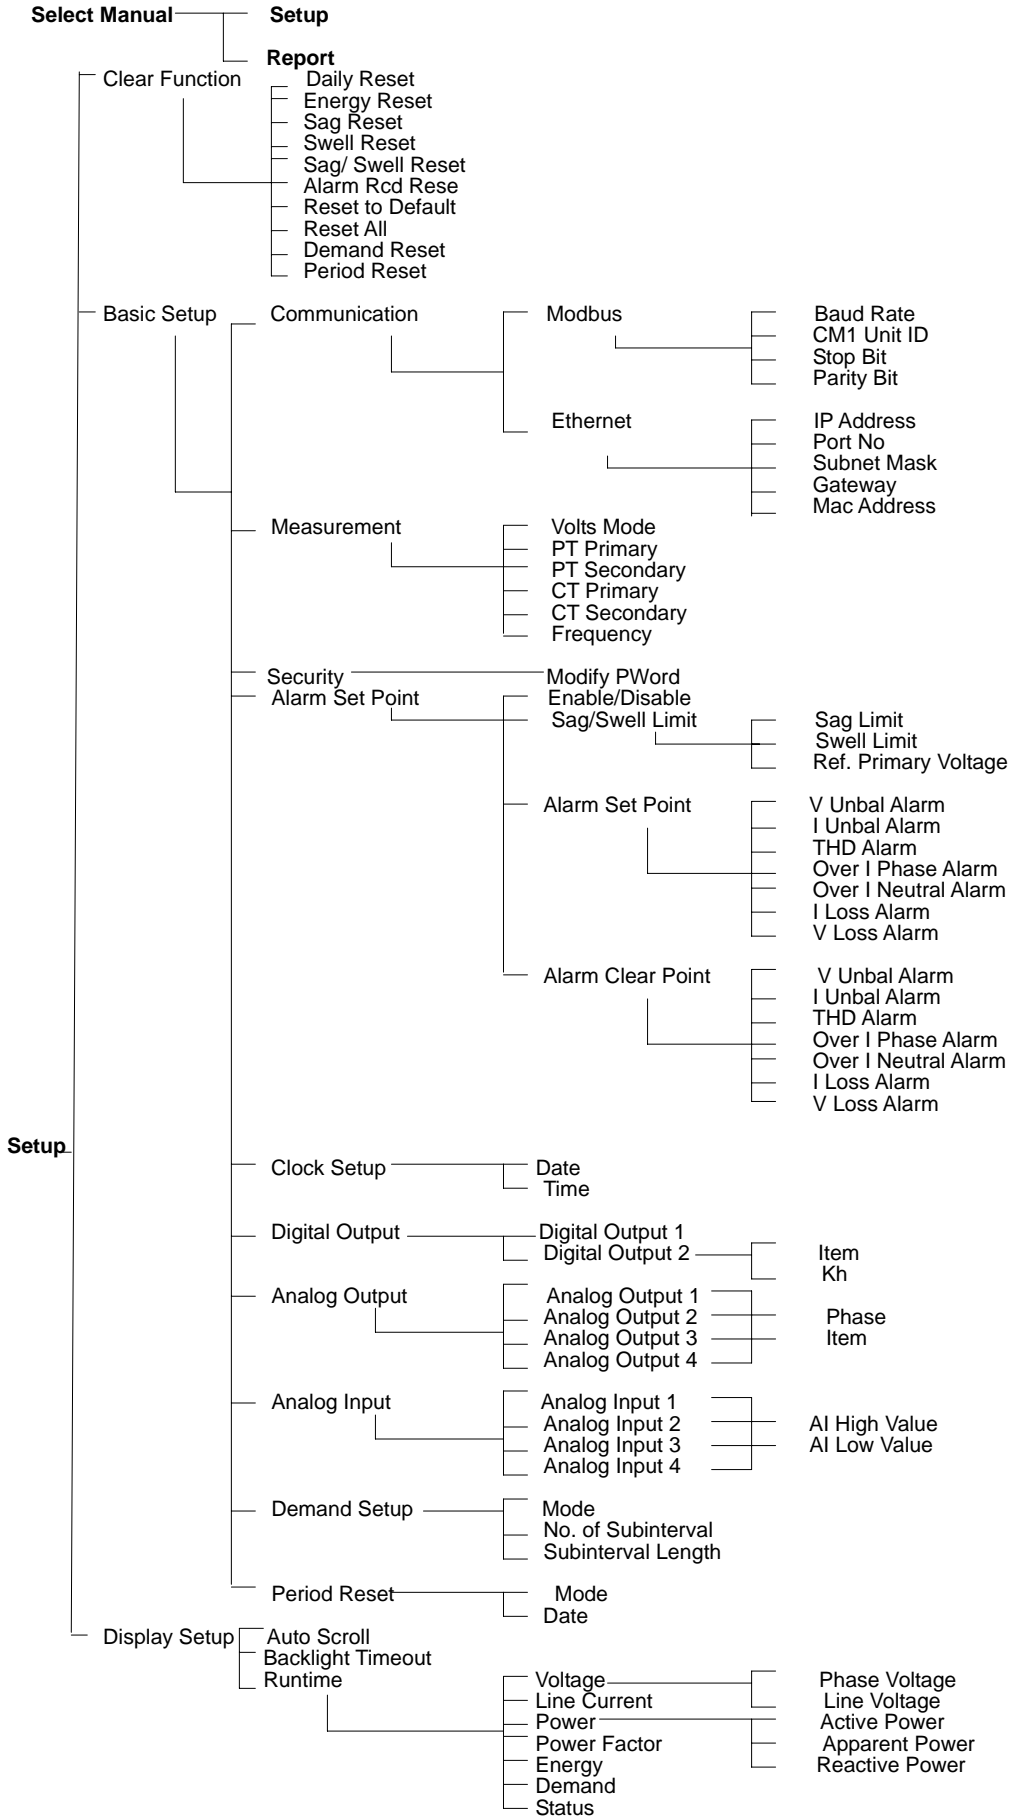 Select Manual
Setup
Report
Clear Function
Daily Reset
Energy Reset
Sag Reset
Swell Reset
Sag/ Swell Reset
Alarm Rcd Rese
Reset to Default
Reset All
Demand Reset
Period Reset
Basic Setup
Communication
Modbus
Baud Rate
CM1 Unit ID
Stop Bit
Parity Bit
Ethernet
IP Address
Port No
Subnet Mask
Gateway
Mac Address
Measurement
Volts Mode
PT Primary
PT Secondary
CT Primary
CT Secondary
Frequency
Security
Modify PWord
Alarm Set Point
Enable/Disable
Sag/Swell Limit
Sag Limit
Swell Limit
Ref. Primary Voltage
Alarm Set Point
V Unbal Alarm
I Unbal Alarm
THD Alarm
Over I Phase Alarm
Over I Neutral Alarm
I Loss Alarm
V Loss Alarm
Alarm Clear Point
V Unbal Alarm
I Unbal Alarm
THD Alarm
Over I Phase Alarm
Over I Neutral Alarm
I Loss Alarm
V Loss Alarm
Setup
Clock Setup
Date
Time
Digital Output
Digital Output 1
Digital Output 2
Item
Kh
Analog Output
Analog Output 1
Analog Output 2
Analog Output 3
Analog Output 4
Phase
Item
Analog Input
Analog Input 1
Analog Input 2
Analog Input 3
Analog Input 4
AI High Value
AI Low Value
Demand Setup
Mode
No. of Subinterval
Subinterval Length
Period Reset
Mode
Date
Display Setup
Auto Scroll
Backlight Timeout
Runtime
Voltage
Phase Voltage
Line Voltage
Line Current
Power
Active Power
Apparent Power
Reactive Power
Power Factor
Energy
Demand
Status